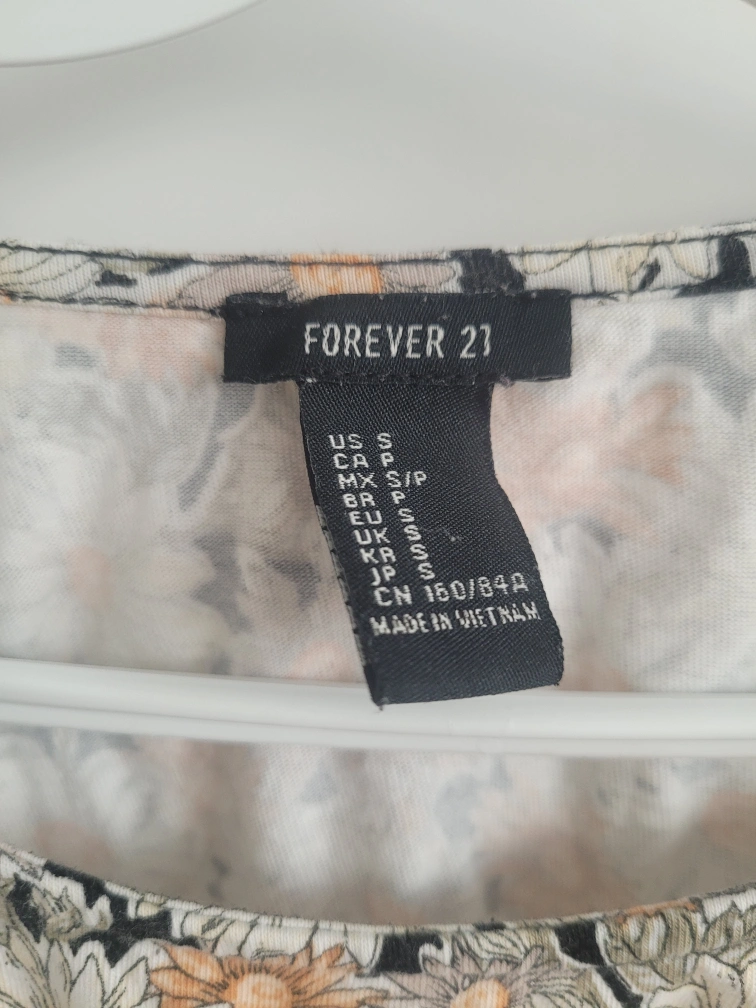 FOREVER 21
US S
CA P
MX S/P
BR P
EU S
UK S
KR S
JP S
CN 160/84A
MADE IN VIETNAM